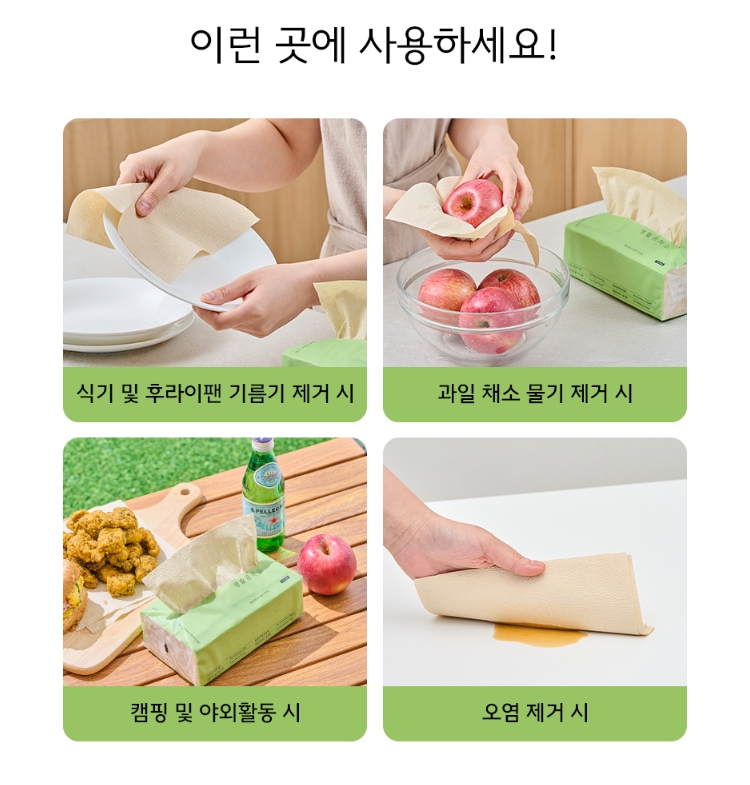 이런 곳에 사용하세요!
식기 및 후라이팬 기름기 제거 시
과일 채소 물기 제거 시
S.PELLEGRINO
캠핑 및 야외활동 시
오염 제거 시